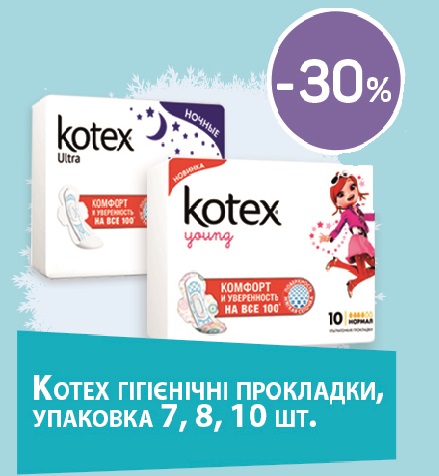 -30%
kotex
Ultra
НОЧНЫЕ
КОМФОРТ
И УВЕРЕННОСТЬ
НА ВСЕ 100*
НОВИНКА
kotex
young
КОМФОРТ
И УВЕРЕННОСТЬ
НА ВСЕ 100*
10
НОРМАЛ
Котех гігієнічні прокладки,
упаковка 7, 8, 10 шт.